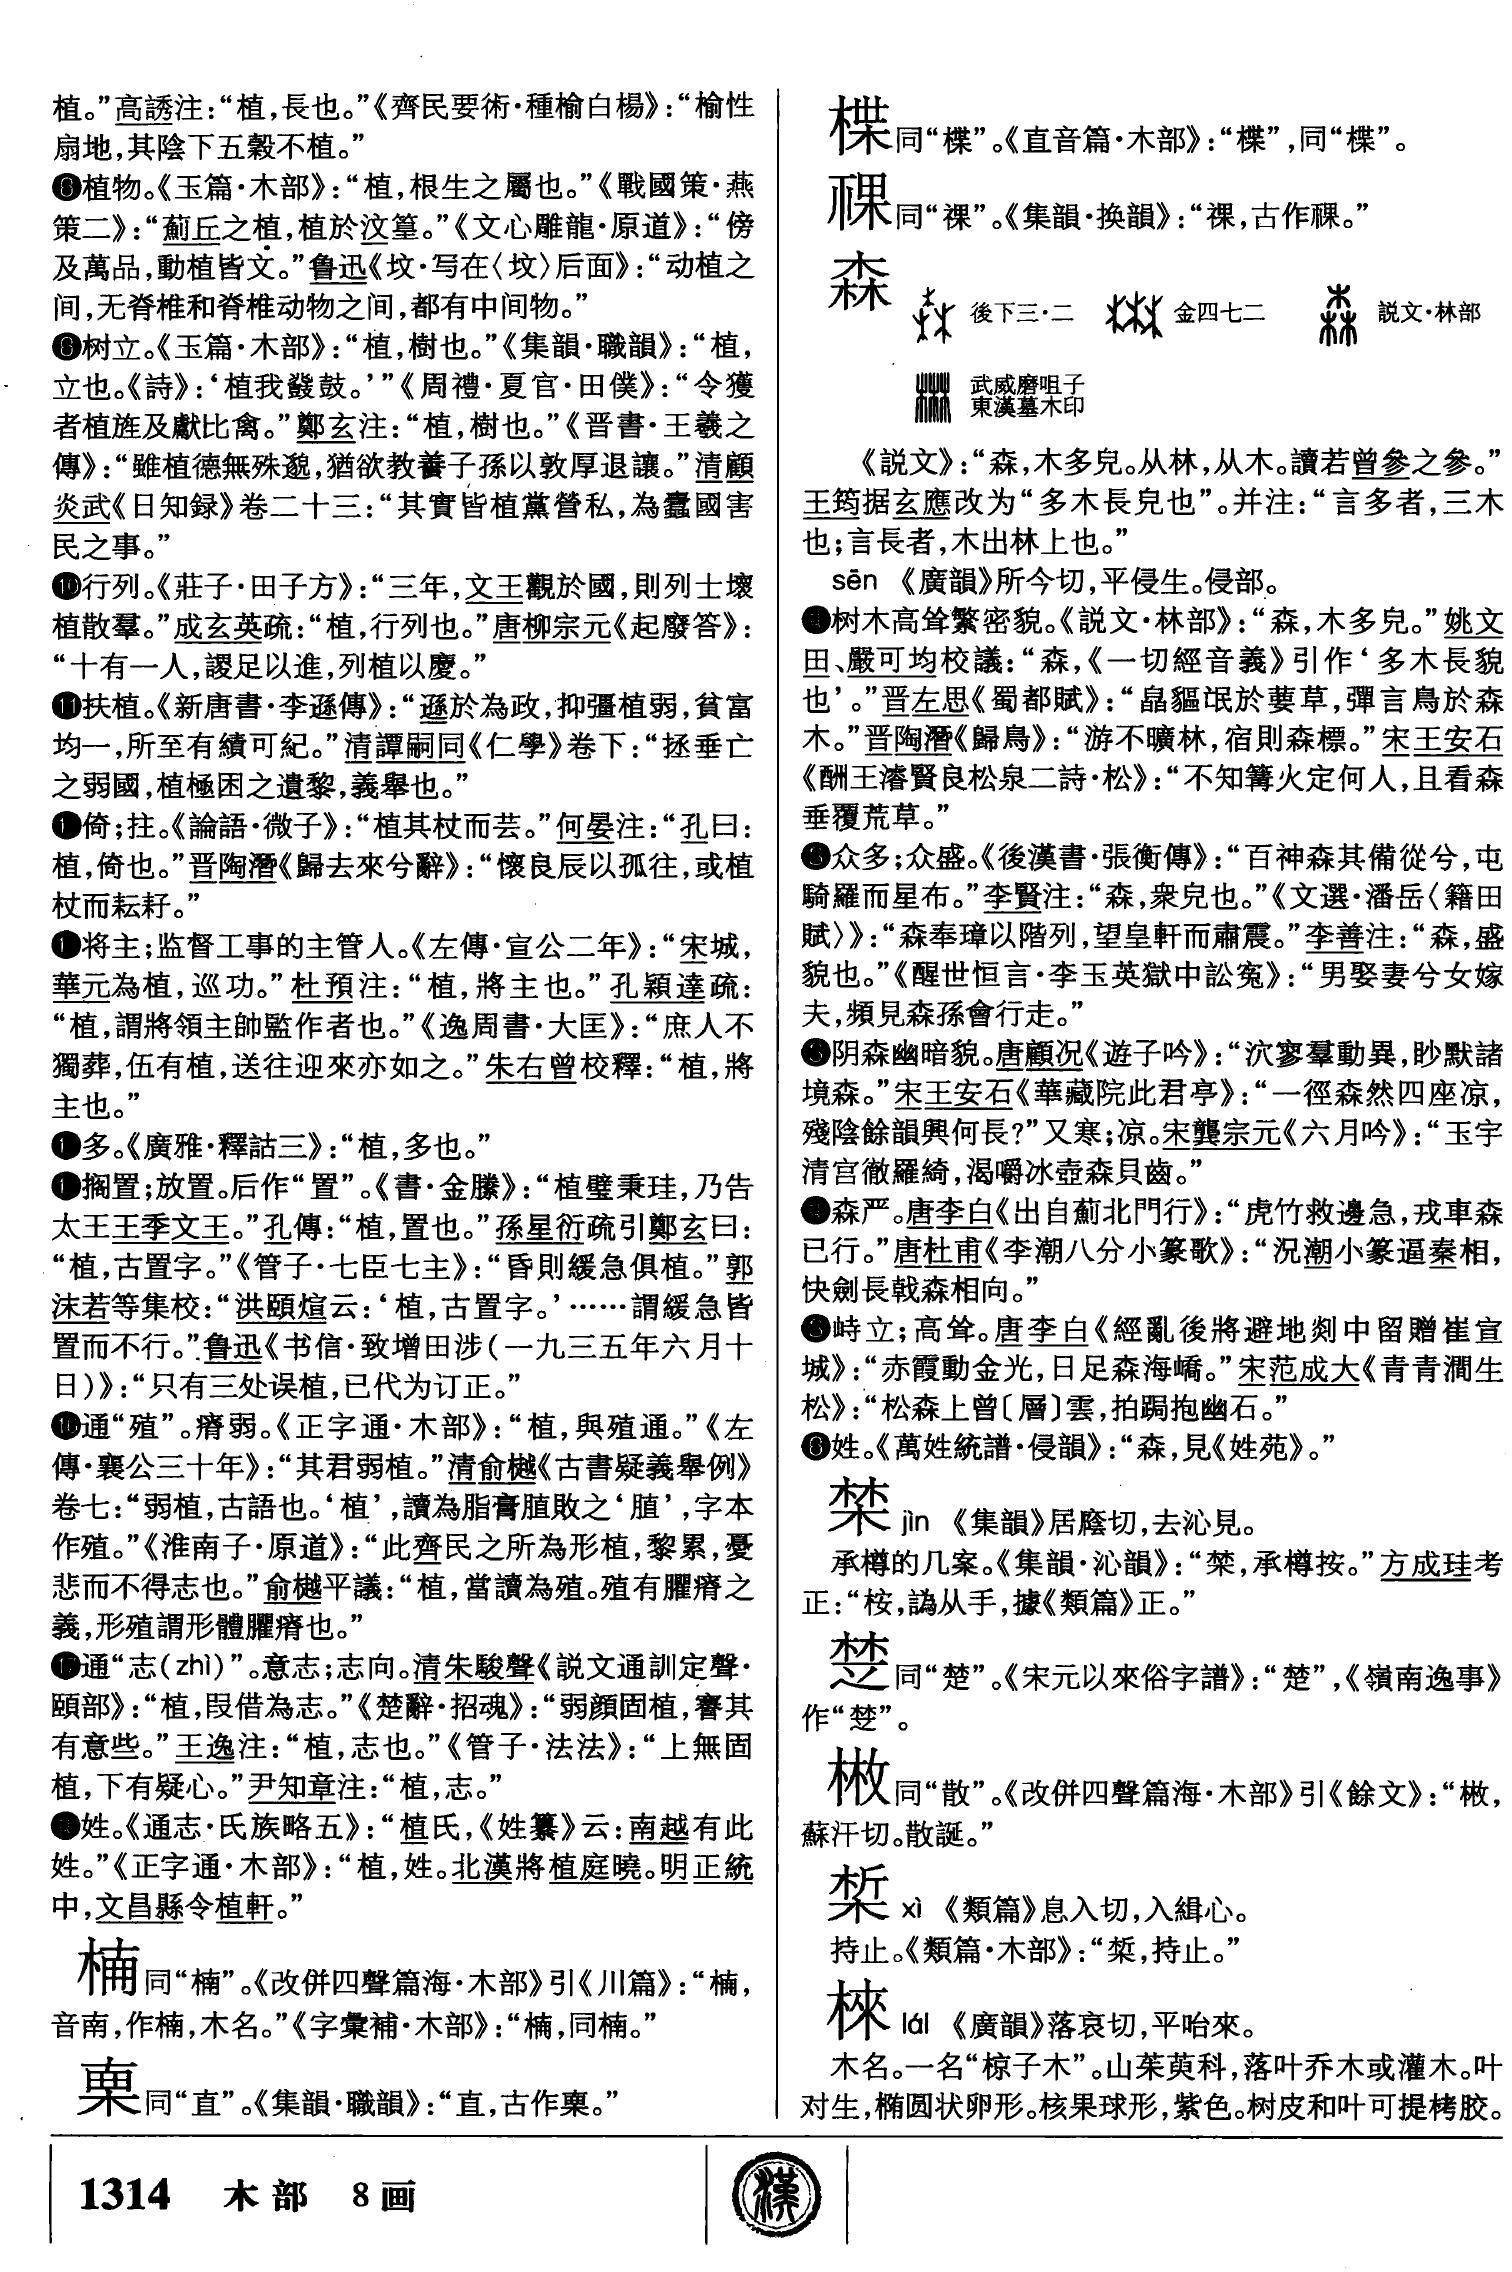 植。”高誘注：“植，長也。”《齊民要術·種榆白楊》：“榆性
扇地，其陰下五穀不植。”
❽植物。《玉篇·木部》：“植，根生之屬也。”《戰國策·燕
策二》：“薊丘之植，植於汶篁。”《文心雕龍·原道》：“傍
及萬品，動植皆文。”鲁迅《坟·写在〈坟〉后面》：“动植之
间，无脊椎和脊椎动物之间，都有中间物。”
树立。《玉篇·木部》：“植，樹也。”《集韻·職韻》：“植，
立也。《詩》：‘植我鼗鼓。’”《周禮·夏官·田僕》：“令獲
者植旌及獻比禽。”鄭玄注：“植，樹也。”《晋書·王羲之
傳》：“雖植德無殊邈，猶欲教養子孫以敦厚退讓。”清顧
炎武《日知録》卷二十三：“其實皆植黨營私，為蠹國害
民之事。”
❿行列。《莊子·田子方》：“三年，文王觀於國，則列士壞
植散羣。”成玄英疏：“植，行列也。”唐柳宗元《起廢答》：
“十有一人，謖足以進，列植以慶。”
⓫扶植。《新唐書·李遜傳》：“遜於為政，抑彊植弱，貧富
均一，所至有績可紀。”清譚嗣同《仁學》卷下：“拯垂亡
之弱國，植極困之遺黎，義舉也。”
倚；拄。《論語·微子》：“植其杖而芸。”何晏注：“孔曰：
植，倚也。”晋陶潛《歸去來兮辭》：“懷良辰以孤往，或植
杖而耘耔。”
将主；监督工事的主管人。《左傳·宣公二年》：“宋城，
華元為植，巡功。”杜預注：“植，將主也。”孔穎達疏：
“植，謂將領主帥監作者也。”《逸周書·大匡》：“庶人不
獨葬，伍有植，送往迎來亦如之。”朱右曾校釋：“植，將
主也。”
多。《廣雅·釋詁三》：“植，多也。”
搁置；放置。后作“置”。《書·金縢》：“植璧秉珪，乃告
太王王季文王。”孔傳：“植，置也。”孫星衍疏引鄭玄曰：
“植，古置字。”《管子·七臣七主》：“昏則緩急俱植。”郭
沫若等集校：“洪頤煊云：‘植，古置字。’……謂緩急皆
置而不行。”鲁迅《书信·致增田涉（一九三五年六月十
日）》：“只有三处误植，已代为订正。”
通“殖”。瘠弱。《正字通·木部》：“植，與殖通。”《左
傳·襄公三十年》：“其君弱植。”清俞樾《古書疑義舉例》
卷七：“弱植，古語也。‘植’，讀為脂膏䐈敗之‘䐈’，字本
作殖。”《淮南子·原道》：“此齊民之所為形植，黎累，憂
悲而不得志也。”俞樾平議：“植，當讀為殖。殖有臞瘠之
義，形殖謂形體臞瘠也。”
通“志(zhì)”。意志；志向。清朱駿聲《説文通訓定聲·
頤部》：“植，叚借為志。”《楚辭·招魂》：“弱顔固植，謇其
有意些。”王逸注：“植，志也。”《管子·法法》：“上無固
植，下有疑心。”尹知章注：“植，志。”
姓。《通志·氏族略五》：“植氏，《姓纂》云：南越有此
姓。”《正字通·木部》：“植，姓。北漢將植庭曉。明正統
中，文昌縣令植軒。”
同“楠”。《改併四聲篇海·木部》引《川篇》：
音南，作楠，木名。”《字彙補·木部》：
同“直”。《集韻·職韻》：“直，古作稾。”
同“楪”。《直音篇·木部》：
同“祼”。《集韻·换韻》：“祼，古作
森 後下三·二 金四七二 説文·林部
武威磨咀子
東漢墓木印
《説文》：“森，木多皃。从林，从木。讀若曾參之參。”
王筠据玄應改为“多木長皃也”。并注：“言多者，三木
也；言長者，木出林上也。”
sēn 《廣韻》所今切，平侵生。侵部。
树木高耸繁密貌。《説文·林部》：“森，木多皃。”姚文
田、嚴可均校議：“森，《一切經音義》引作‘多木長貌
也’。”晋左思《蜀都賦》：“皛貙氓於葽草，彈言鳥於森
木。”晋陶潛《歸鳥》：“游不曠林，宿則森標。”宋王安石
《酬王濬賢良松泉二詩·松》：“不知篝火定何人，且看森
垂覆荒草。”
众多；众盛。《後漢書·張衡傳》：“百神森其備從兮，屯
騎羅而星布。”李賢注：“森，衆皃也。”《文選·潘岳〈籍田
賦〉》：“森奉璋以階列，望皇軒而肅震。”李善注：“森，盛
貌也。”《醒世恒言·李玉英獄中訟寃》：“男娶妻兮女嫁
夫，頻見森孫會行走。”
阴森幽暗貌。唐顧况《遊子吟》：“泬寥羣動異，眇默諸
境森。”宋王安石《華藏院此君亭》：“一徑森然四座凉，
殘陰餘韻興何長？”又寒；凉。宋龔宗元《六月吟》：“玉宇
清宫徹羅綺，渴嚼冰壺森貝齒。”
森严。唐李白《出自薊北門行》：“虎竹救邊急，戎車森
已行。”唐杜甫《李潮八分小篆歌》：“況潮小篆逼秦相，
快劍長戟森相向。”
峙立；高耸。唐李白《經亂後將避地剡中留贈崔宣
城》：“赤霞動金光，日足森海嶠。”宋范成大《青青澗生
松》：“松森上曾〔層〕雲，拍跼抱幽石。”
❻姓。《萬姓統譜·侵韻》：“森，見《姓苑》。”
㯲 jìn 《集韻》居廕切，去沁見。
承樽的几案。《集韻·沁韻》：“㯲，承樽按。”方成珪考
正：“桉，譌从手，據《類篇》正。”
同“楚”。《宋元以來俗字譜》：“楚”，《嶺南逸事》
同“散”。《改併四聲篇海·木部》引《餘文》：
蘇汗切。散誕。”
xì 《類篇》息入切，入緝心。
持止。《類篇·木部》：
棶 lái 《廣韻》落哀切，平咍來。
木名。一名“椋子木”。山茱萸科，落叶乔木或灌木。叶
对生，椭圆状卵形。核果球形，紫色。树皮和叶可提栲胶。
1314 木部 8画
漢